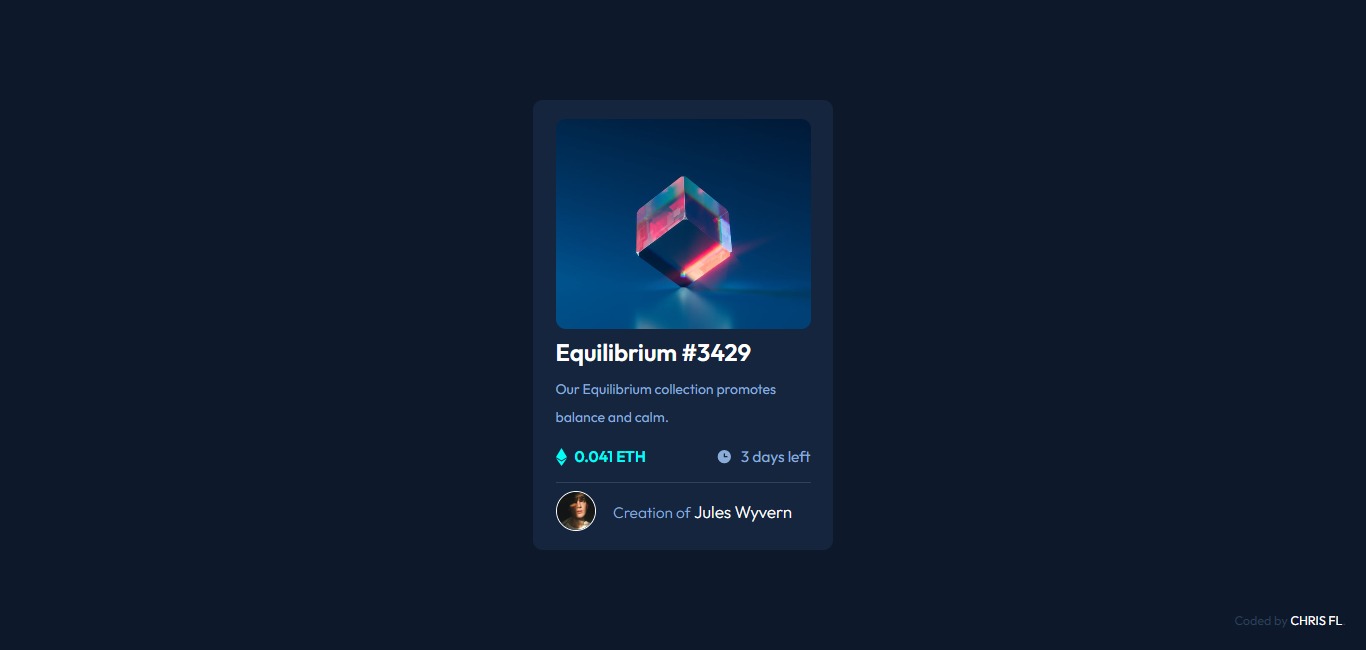 Equilibrium #3429
Our Equilibrium collection promotes
balance and calm.
0.041 ETH
3 days left
Creation of Jules Wyvern
Coded by CHRIS FL.